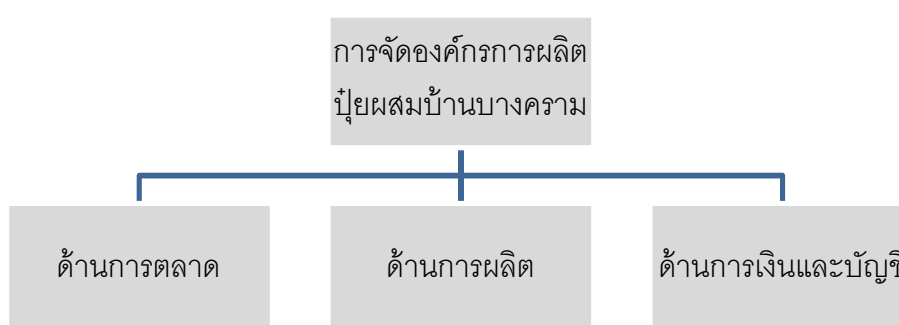 การจัดองค์กรการผลิต
ปุ๋ยผสมบ้านบางคราม
ด้านการตลาด
ด้านการผลิต
ด้านการเงินและบัญชี